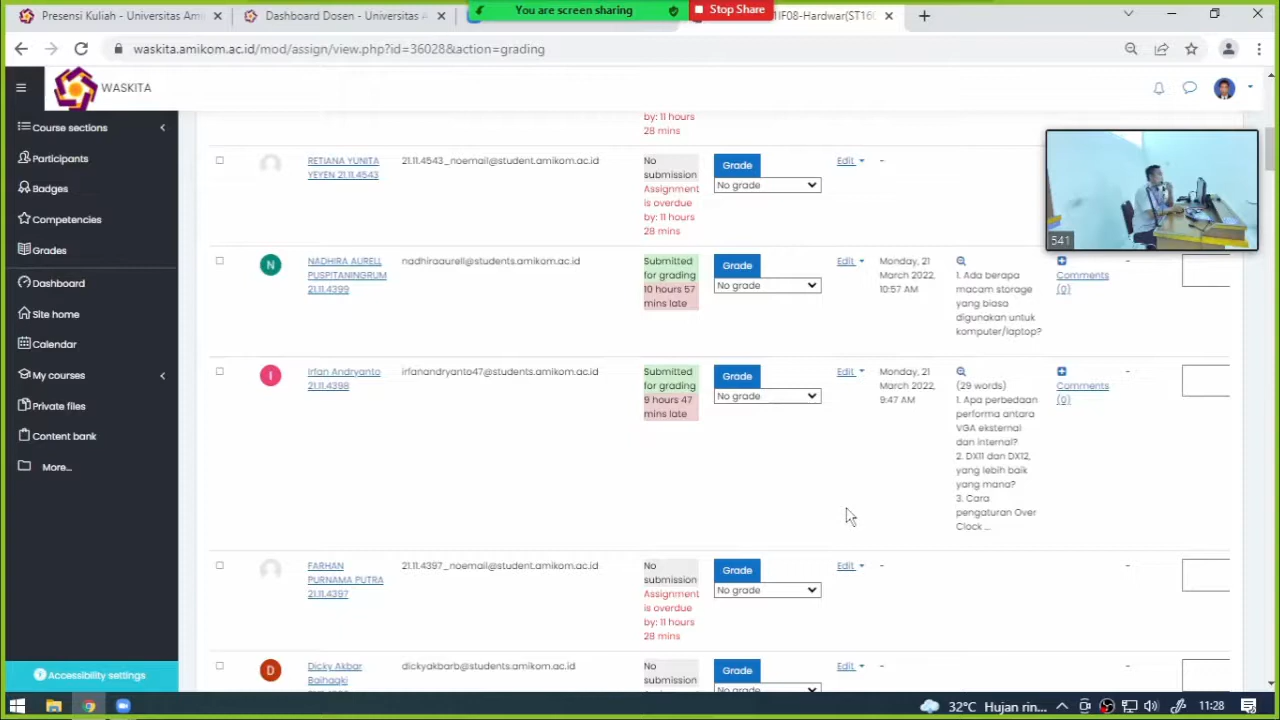 You are screen sharing
Stop Share
Presensi Kuliah - Universitas Ami
Dashboard Dosen - Universitas A
IF08-Hardwar(ST160
waskita.amikom.ac.id/mod/assign/view.php?id=36028&action=grading
WASKITA
Course sections
Participants
Badges
Competencies
Grades
Dashboard
Site home
Calendar
My courses
Private files
Content bank
More...
Accessibility settings
by: 11 hours
28 mins
RETIANA YUNITA
YEYEN 21.11.4543
21.11.4543_noemail@student.amikom.ac.id
No
submission
Assignment
is overdue
by: 11 hours
28 mins
Grade
No grade
Edit
-
541
NADHIRA AURELL
PUSPITANINGRUM
21.11.4399
N
nadhiraaurell@students.amikom.ac.id
Submitted
for grading
10 hours 57
mins late
Grade
No grade
Edit
Monday, 21
March 2022,
10:57 AM
1. Ada berapa
macam storage
yang biasa
digunakan untuk
komputer/laptop?
Comments
(0)
-
I
Irfan Andryanto
21.11.4398
irfanandryanto47@students.amikom.ac.id
Submitted
for grading
9 hours 47
mins late
Grade
No grade
Edit
Monday, 21
March 2022,
9:47 AM
(29 words)
1. Apa perbedaan
performa antara
VGA eksternal
dan internal?
2. DX11 dan DX12,
yang lebih baik
yang mana?
3. Cara
pengaturan Over
Clock ...
Comments
(0)
-
FARHAN
PURNAMA PUTRA
21.11.4397
21.11.4397_noemail@student.amikom.ac.id
No
submission
Assignment
is overdue
by: 11 hours
28 mins
Grade
No grade
Edit
-
-
D
Dicky Akbar
Baihaqki
dickyakbarb@students.amikom.ac.id
No
submission
Grade
No grade
Edit
-
-
32°C Hujan rin...
11:28